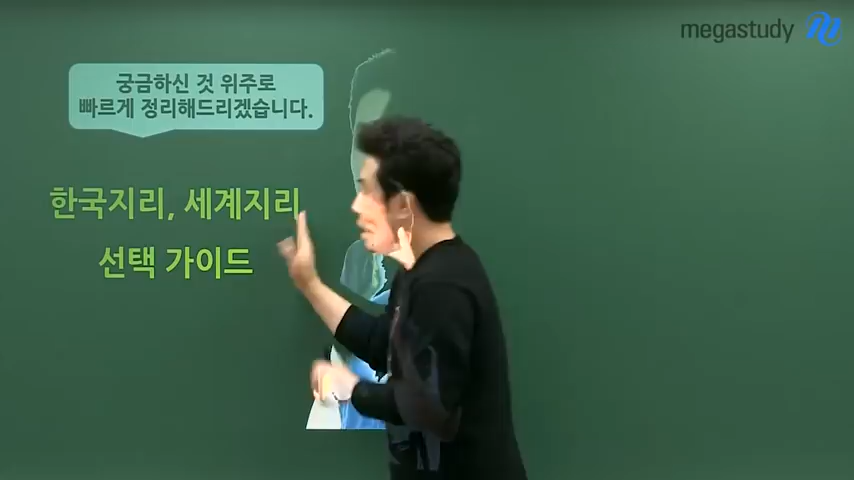 megastudy
궁금하신 것 위주로
빠르게 정리해드리겠습니다.
한국지리, 세계지리
선택 가이드